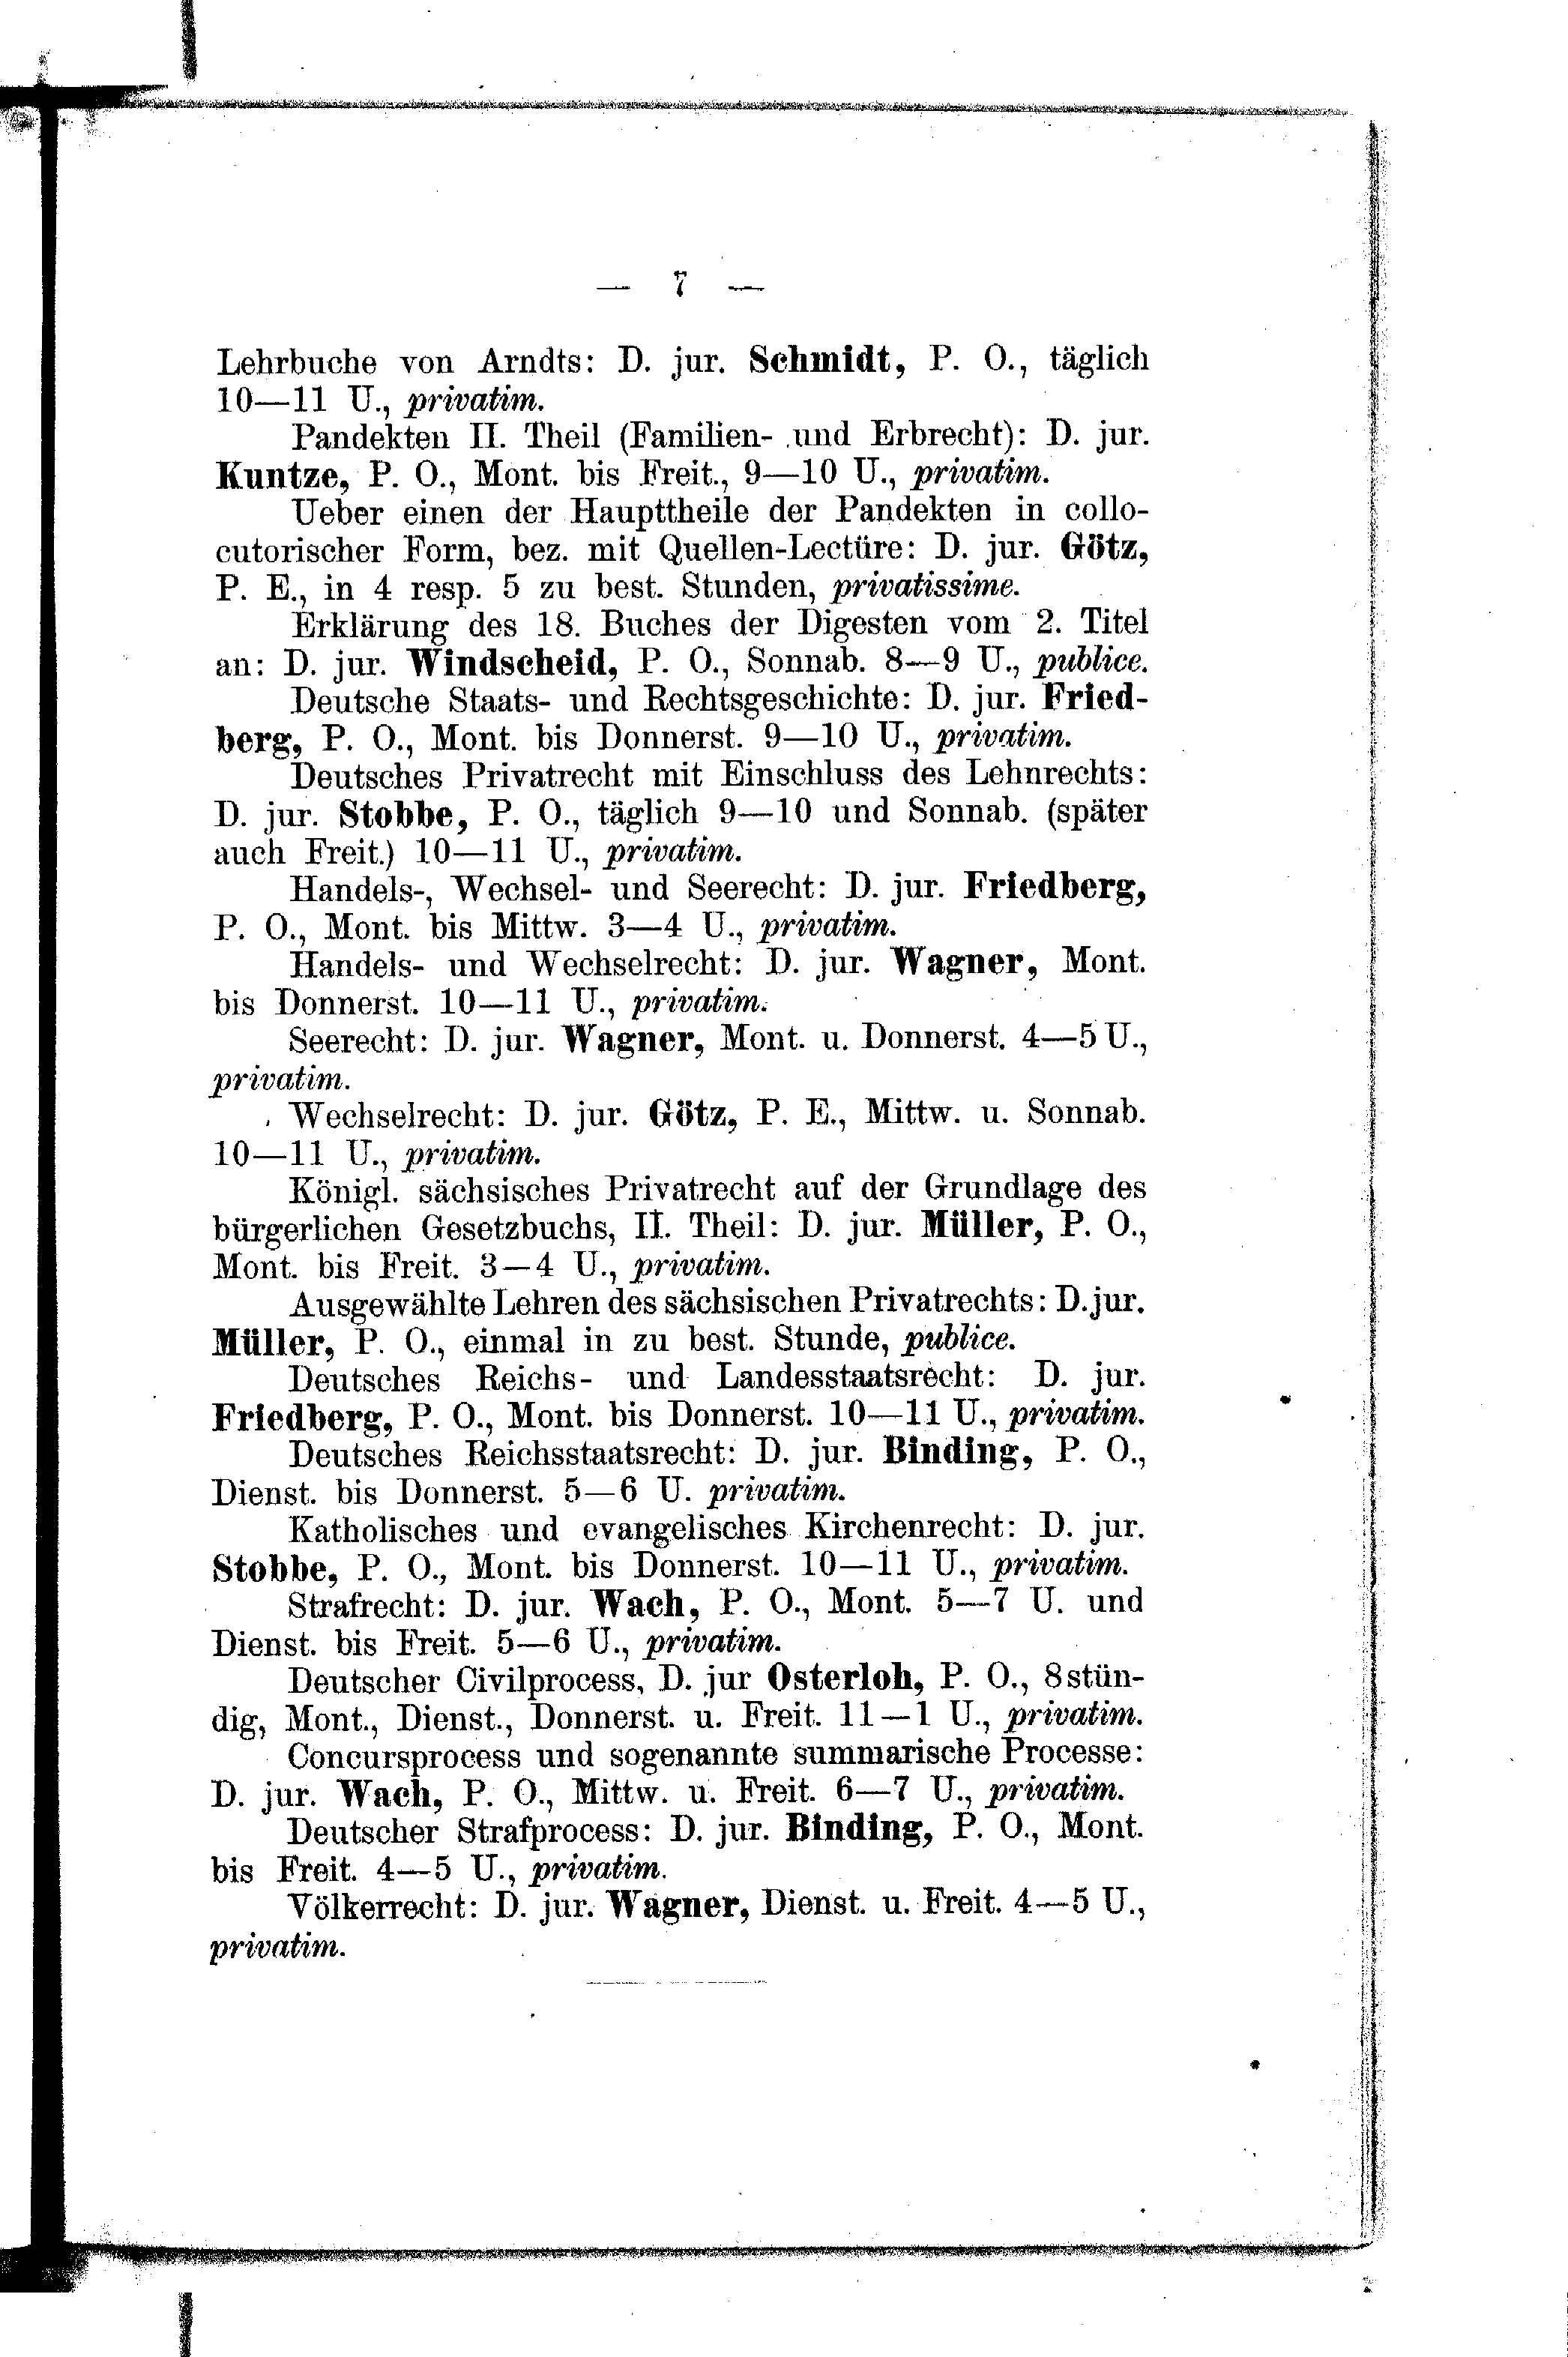 — 7 —
Lehrbuche von Arndts: D. jur. Schmidt, P. O., täglich
10—11 U., privatim.
Pandekten II. Theil (Familien- und Erbrecht): D. jur.
Kuntze, P. O., Mont. bis Freit., 9—10 U., privatim.
Ueber einen der Haupttheile der Pandekten in collo-
cutorischer Form, bez. mit Quellen-Lectüre: D. jur. Götz,
P. E., in 4 resp. 5 zu best. Stunden, privatissime.
Erklärung des 18. Buches der Digesten vom 2. Titel
an: D. jur. Windscheid, P. O., Sonnab. 8—9 U., publice.
Deutsche Staats- und Rechtsgeschichte: D. jur. Fried-
berg, P. O., Mont. bis Donnerst. 9—10 U., privatim.
Deutsches Privatrecht mit Einschluss des Lehnrechts:
D. jur. Stobbe, P. O., täglich 9—10 und Sonnab. (später
auch Freit.) 10—11 U., privatim.
Handels-, Wechsel- und Seerecht: D. jur. Friedberg,
P. O., Mont. bis Mittw. 3—4 U., privatim.
Handels- und Wechselrecht: D. jur. Wagner, Mont.
bis Donnerst. 10—11 U., privatim.
Seerecht: D. jur. Wagner, Mont. u. Donnerst. 4—5 U.,
privatim.
Wechselrecht: D. jur. Götz, P. E., Mittw. u. Sonnab.
10—11 U., privatim.
Königl. sächsisches Privatrecht auf der Grundlage des
bürgerlichen Gesetzbuchs, II. Theil: D. jur. Müller, P. O.,
Mont. bis Freit. 3—4 U., privatim.
Ausgewählte Lehren des sächsischen Privatrechts: D. jur.
Müller, P. O., einmal in zu best. Stunde, publice.
Deutsches Reichs- und Landesstaatsrecht: D. jur.
Friedberg, P. O., Mont. bis Donnerst. 10—11 U., privatim.
Deutsches Reichsstaatsrecht: D. jur. Binding, P. O.,
Dienst. bis Donnerst. 5—6 U. privatim.
Katholisches und evangelisches Kirchenrecht: D. jur.
Stobbe, P. O., Mont. bis Donnerst. 10—11 U., privatim.
Strafrecht: D. jur. Wach, P. O., Mont. 5—7 U. und
Dienst. bis Freit. 5—6 U., privatim.
Deutscher Civilprocess, D. jur Osterloh, P. O., 8stün-
dig, Mont., Dienst., Donnerst. u. Freit. 11—1 U., privatim.
Concursprocess und sogenannte summarische Processe:
D. jur. Wach, P. O., Mittw. u. Freit. 6—7 U., privatim.
Deutscher Strafprocess: D. jur. Binding, P. O., Mont.
bis Freit. 4—5 U., privatim.
Völkerrecht: D. jur. Wagner, Dienst. u. Freit. 4—5 U.,
privatim.